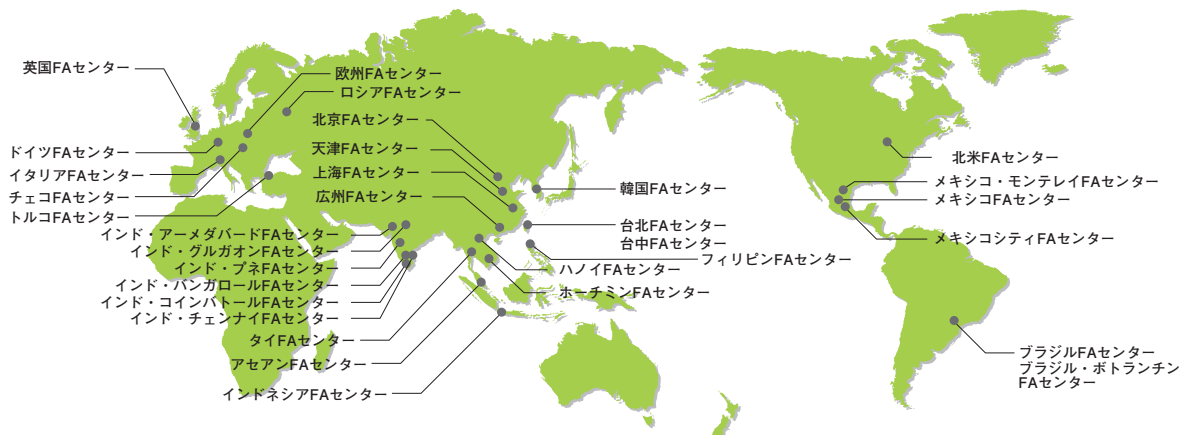 英国FAセンター
欧州FAセンター
ロシアFAセンター
北京FAセンター
天津FAセンター
上海FAセンター
広州FAセンター
ドイツFAセンター
イタリアFAセンター
チェコFAセンター
トルコFAセンター
インド・アーメダバードFAセンター
インド・グルガオンFAセンター
インド・プネFAセンター
インド・バンガロールFAセンター
インド・コインバトールFAセンター
インド・チェンナイFAセンター
タイFAセンター
アセアンFAセンター
インドネシアFAセンター
韓国FAセンター
台北FAセンター
台中FAセンター
フィリピンFAセンター
ハノイFAセンター
ホーチミンFAセンター
北米FAセンター
メキシコ・モンテレイFAセンター
メキシコFAセンター
メキシコシティFAセンター
ブラジルFAセンター
ブラジル・ボトランチン
FAセンター